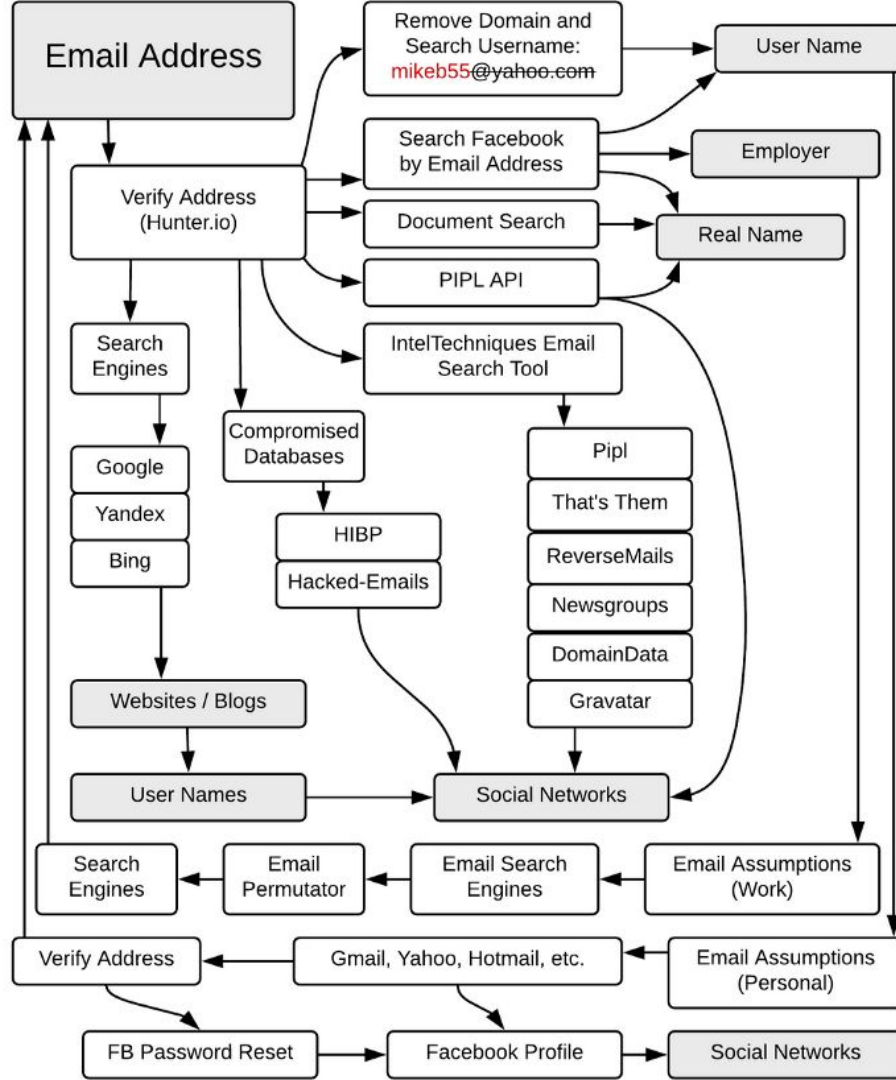 Email Address
Remove Domain and
Search Username:
mikeb55@yahoo.com
User Name
Search Facebook
by Email Address
Employer
Verify Address
(Hunter.io)
Document Search
Real Name
PIPL API
Search
Engines
IntelTechniques Email
Search Tool
Compromised
Databases
Google
Yandex
Bing
HIBP
Hacked-Emails
Pipl
That's Them
ReverseMails
Newsgroups
DomainData
Gravatar
Websites / Blogs
User Names
Social Networks
Search
Engines
Email
Permutator
Email Search
Engines
Email Assumptions
(Work)
Verify Address
Gmail, Yahoo, Hotmail, etc.
Email Assumptions
(Personal)
FB Password Reset
Facebook Profile
Social Networks